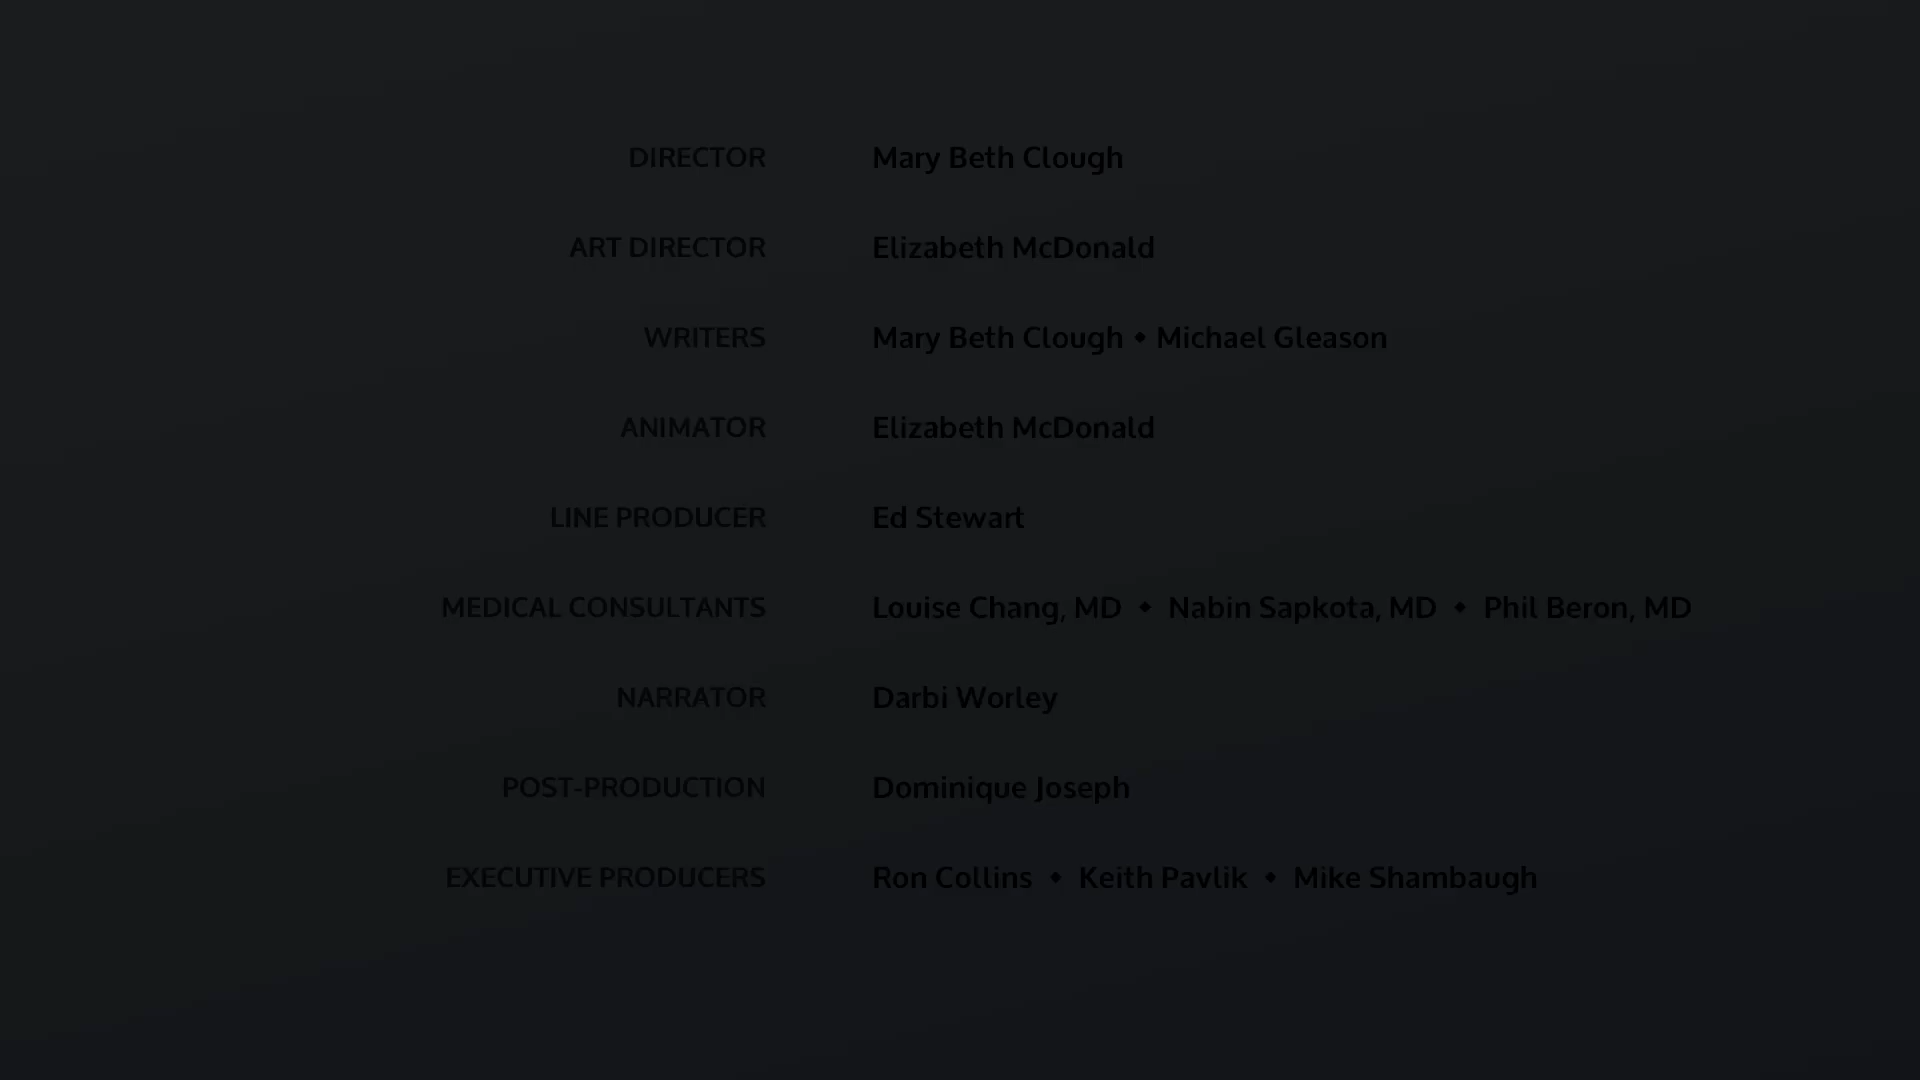 DIRECTOR Mary Beth Clough
ART DIRECTOR Elizabeth McDonald
WRITERS Mary Beth Clough • Michael Gleason
ANIMATOR Elizabeth McDonald
LINE PRODUCER Ed Stewart
MEDICAL CONSULTANTS Louise Chang, MD • Nabin Sapkota, MD • Phil Beron, MD
NARRATOR Darbi Worley
POST-PRODUCTION Dominique Joseph
EXECUTIVE PRODUCERS Ron Collins • Keith Pavlik • Mike Shambaugh